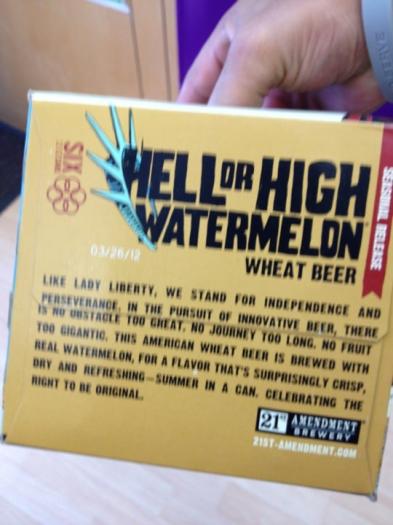 SIX
HELL OR HIGH
WATERMELON
WHEAT BEER
SEASONAL RELEASE
03/26/12
LIKE LADY LIBERTY, WE STAND FOR INDEPENDENCE AND
PERSEVERANCE. IN THE PURSUIT OF INNOVATIVE BEER, THERE
IS NO OBSTACLE TOO GREAT, NO JOURNEY TOO LONG, NO FRUIT
TOO GIGANTIC. THIS AMERICAN WHEAT BEER IS BREWED WITH
REAL WATERMELON, FOR A FLAVOR THAT'S SURPRISINGLY CRISP,
DRY AND REFRESHING—SUMMER IN A CAN, CELEBRATING THE
RIGHT TO BE ORIGINAL.
21ST AMENDMENT
BREWERY
21ST-AMENDMENT.COM